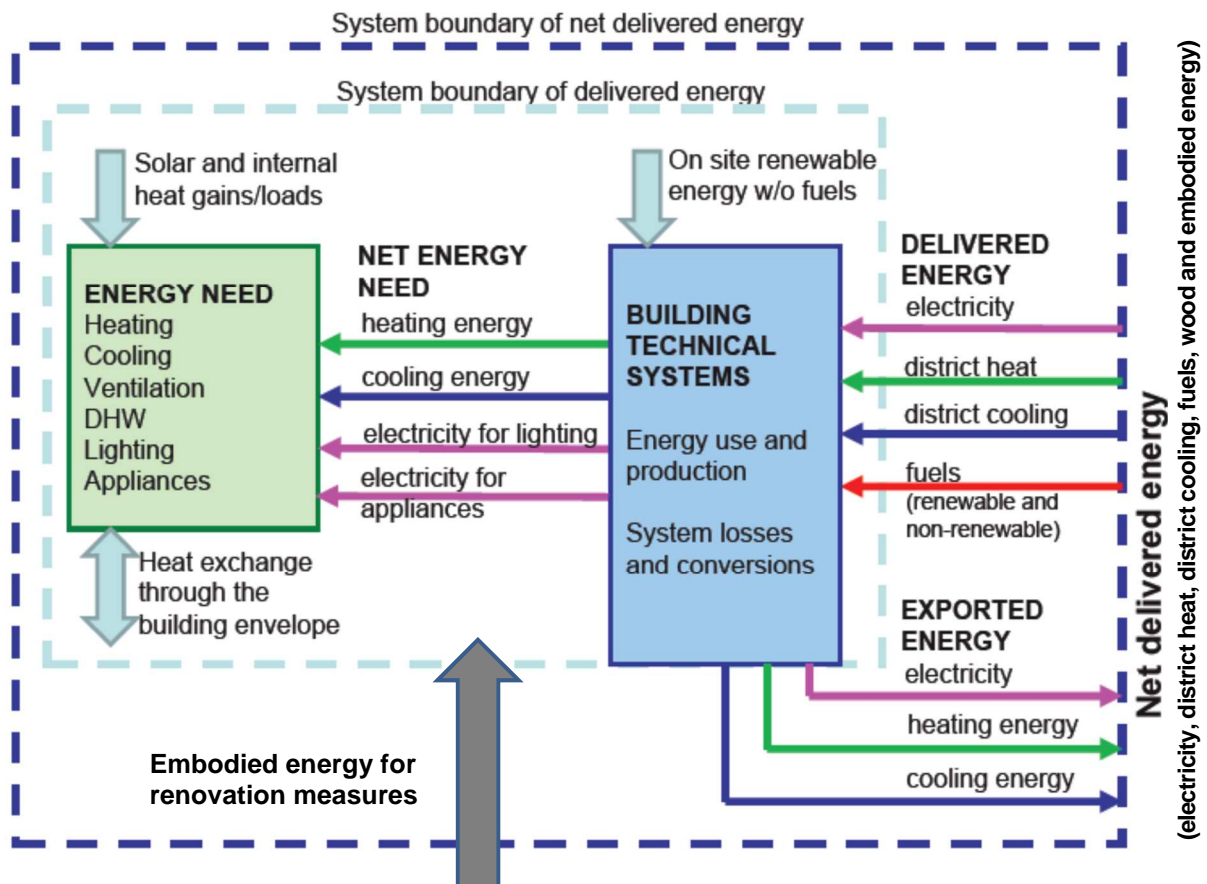 System boundary of net delivered energy
System boundary of delivered energy
Solar and internal
heat gains/loads
On site renewable
energy w/o fuels
ENERGY NEED
Heating
Cooling
Ventilation
DHW
Lighting
Appliances
NET ENERGY
NEED
heating energy
cooling energy
electricity for lighting
electricity for
appliances
BUILDING
TECHNICAL
SYSTEMS
Energy use and
production
System losses
and conversions
DELIVERED
ENERGY
electricity
district heat
district cooling
fuels
(renewable and
non-renewable)
Heat exchange
through the
building envelope
EXPORTED
ENERGY
electricity
heating energy
cooling energy
Embodied energy for
renovation measures
Net delivered energy
(electricity, district heat, district cooling, fuels, wood and embodied energy)